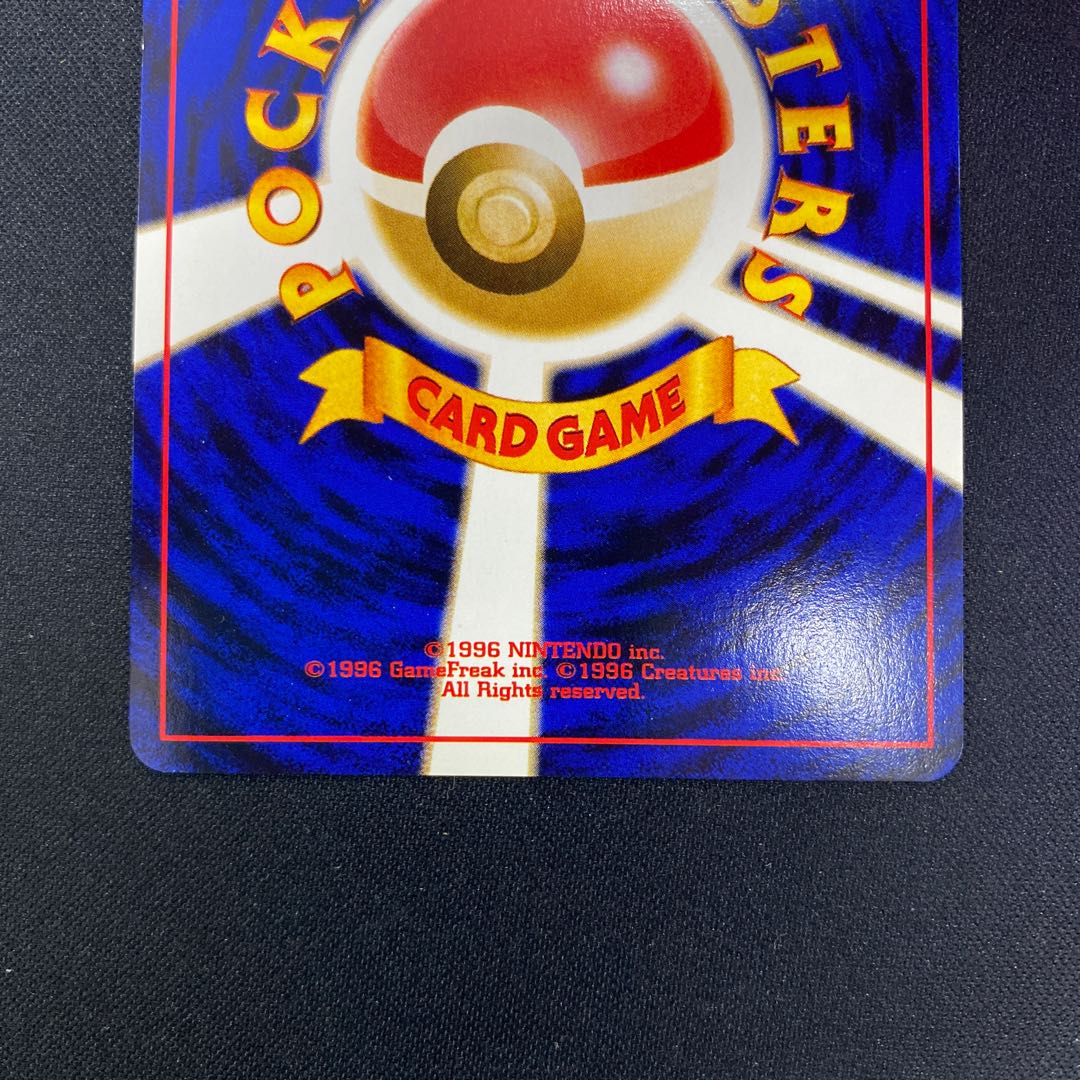 POCK
STERS
CARD GAME
©1996 NINTENDO inc.
©1996 GameFreak inc. ©1996 Creatures inc.
All Rights reserved.